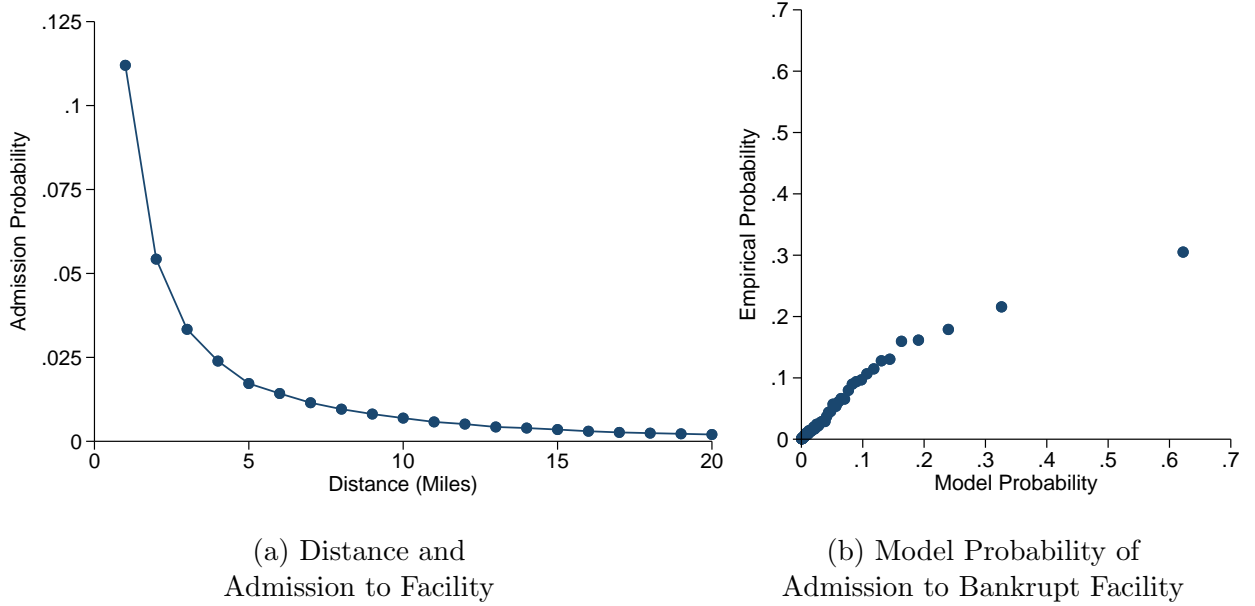 .125
.1
.075
.05
.025
0
Admission Probability
0 5 10 15 20
Distance (Miles)
(a) Distance and
Admission to Facility
.7
.6
.5
.4
.3
.2
.1
0
Empirical Probability
0 .1 .2 .3 .4 .5 .6 .7
Model Probability
(b) Model Probability of
Admission to Bankrupt Facility